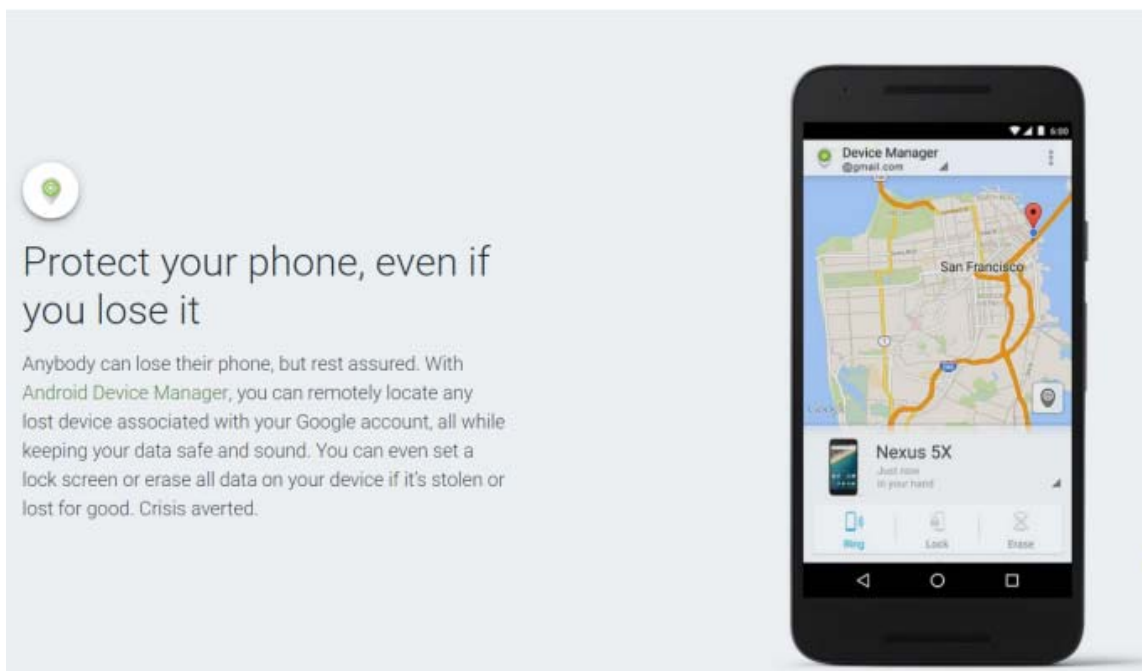 Protect your phone, even if
you lose it
Anybody can lose their phone, but rest assured. With
Android Device Manager, you can remotely locate any
lost device associated with your Google account, all while
keeping your data safe and sound. You can even set a
lock screen or erase all data on your device if it's stolen or
lost for good. Crisis averted.
6:00
Device Manager
@gmail.com
San Francisco
Google
Nexus 5X
Just now
in your hand
Ring Lock Erase